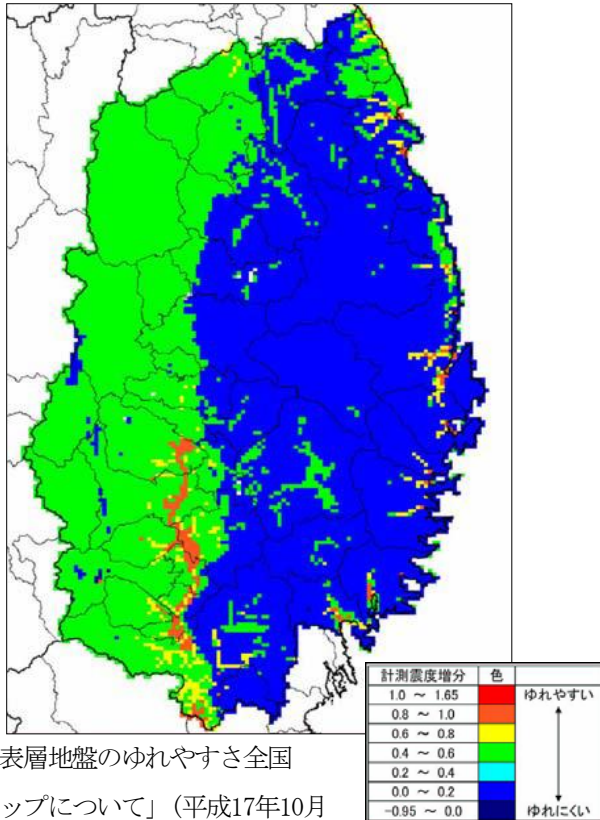 計測震度増分 色
1.0 ～ 1.65 ゆれやすい
0.8 ～ 1.0
0.6 ～ 0.8
0.4 ～ 0.6
0.2 ～ 0.4
0.0 ～ 0.2
-0.95 ～ 0.0 ゆれにくい
表層地盤のゆれやすさ全国
ップについて」（平成17年10月